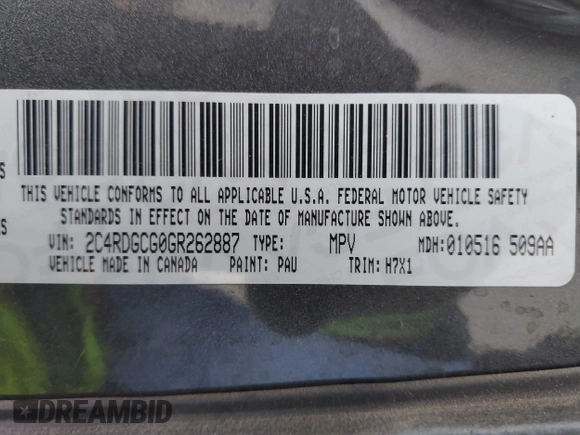 S
THIS VEHICLE CONFORMS TO ALL APPLICABLE U.S.A. FEDERAL MOTOR VEHICLE SAFETY
STANDARDS IN EFFECT ON THE DATE OF MANUFACTURE SHOWN ABOVE.
S
VIN: 2C4RDGCG0GR262887 TYPE: MPV MDH:010516 509AA
VEHICLE MADE IN CANADA PAINT: PAU TRIM: H7X1
DREAMBID